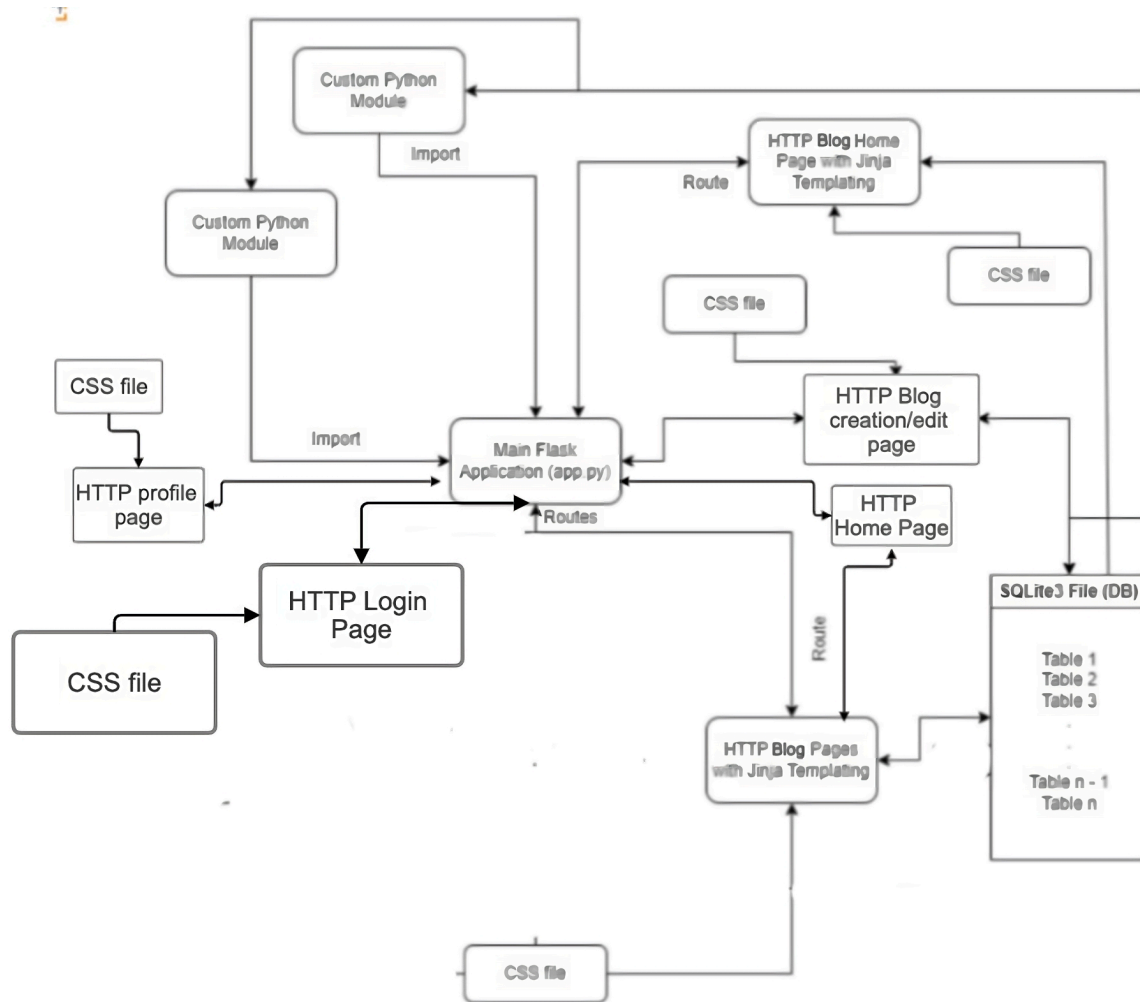 Custom Python
Module
Import
HTTP Blog Home
Page with Jinja
Templating
Route
Custom Python
Module
CSS file
CSS file
CSS file
HTTP Blog
creation/edit
page
Import
Main Flask
Application (app.py)
HTTP profile
page
HTTP
Home Page
Routes
SQLite3 File (DB)
HTTP Login
Page
Route
CSS file
Table 1
Table 2
Table 3
.
.
.
Table n - 1
Table n
HTTP Blog Pages
with Jinja Templating
CSS file